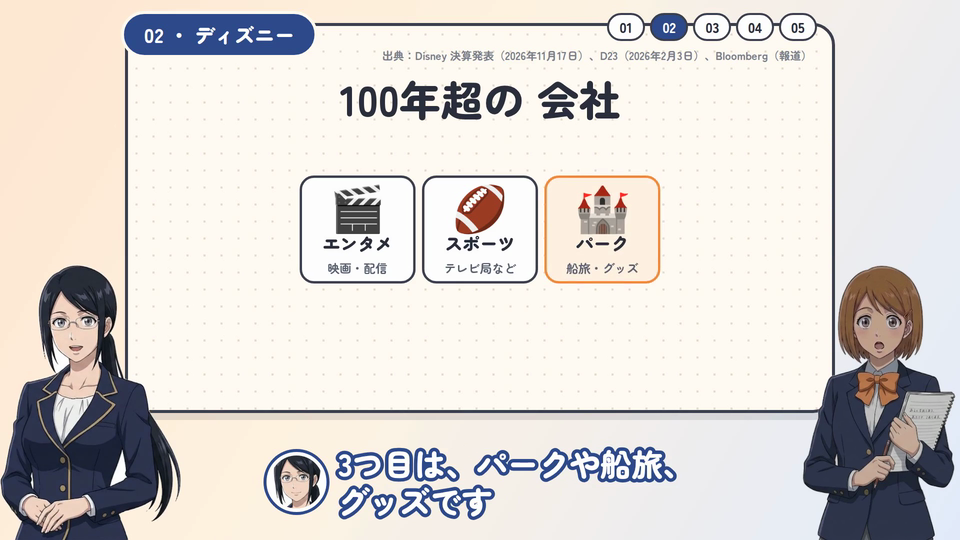 02 ・ ディズニー
01 02 03 04 05
出典：Disney 決算発表（2026年11月17日）、D23（2026年2月3日）、Bloomberg（報道）
100年超の 会社
エンタメ
映画・配信
スポーツ
テレビ局など
パーク
船旅・グッズ
3つ目は、パークや船旅、
グッズです